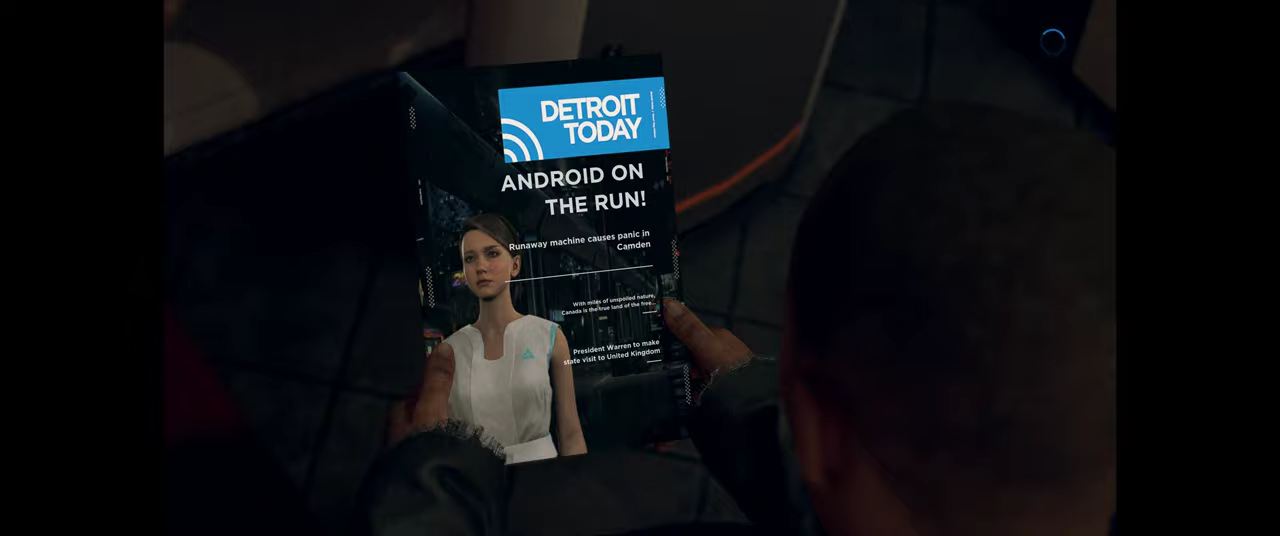 DETROIT
TODAY
ANDROID ON
THE RUN!
Runaway machine causes panic in
Camden
With miles of unspoiled nature,
Canada is the true land of the free...
President Warren to make
state visit to United Kingdom